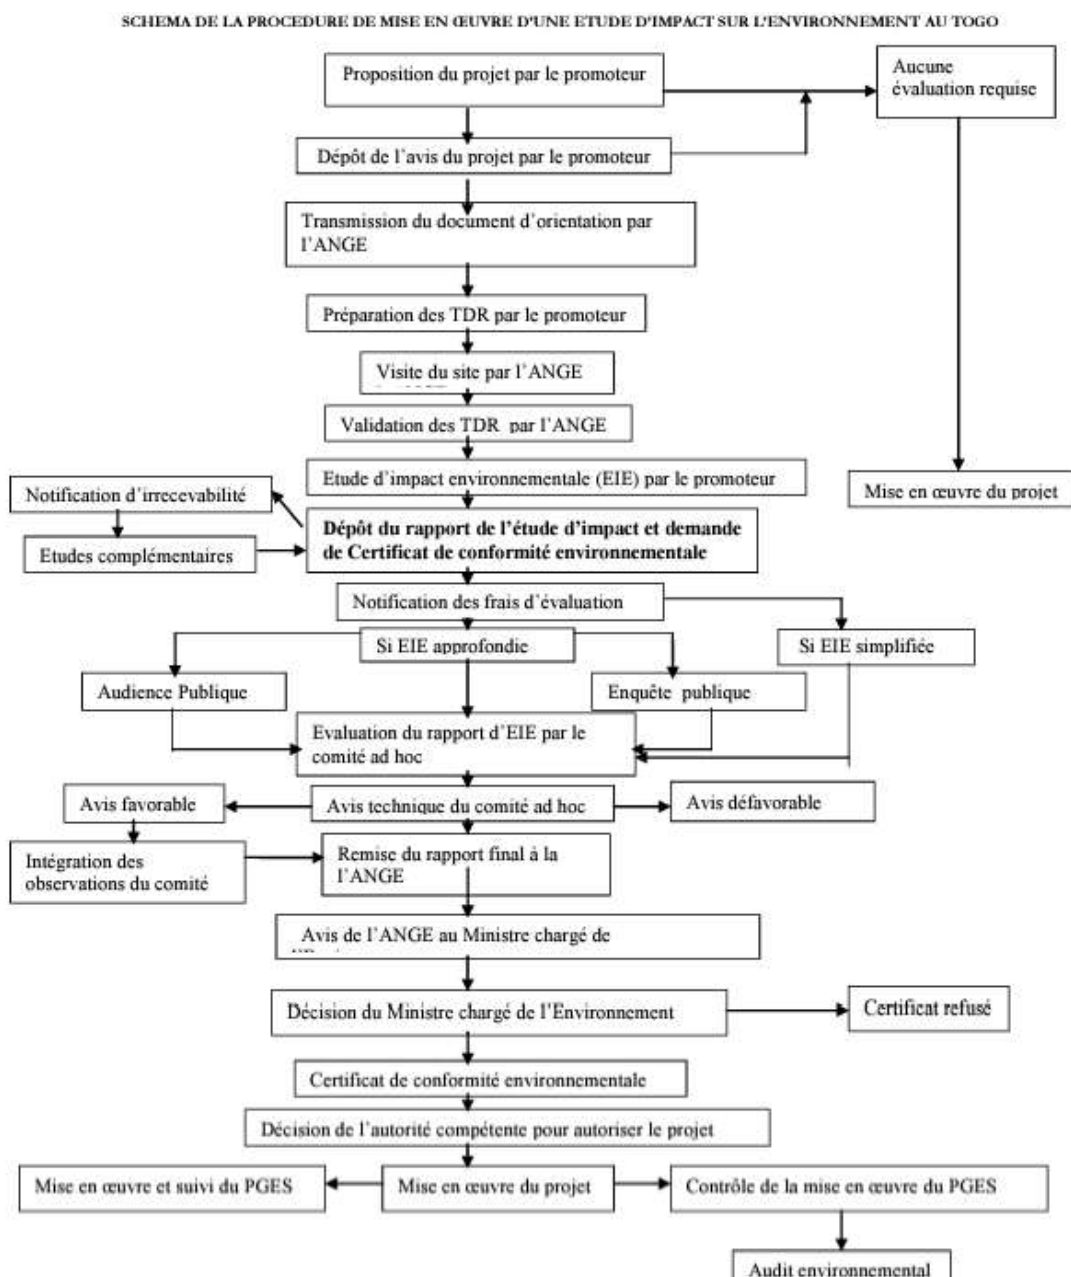 SCHEMA DE LA PROCEDURE DE MISE EN ŒUVRE D'UNE ETUDE D'IMPACT SUR L'ENVIRONNEMENT AU TOGO
Proposition du projet par le promoteur
Aucune
évaluation requise
Dépôt de l'avis du projet par le promoteur
Transmission du document d'orientation par
l'ANGE
Préparation des TDR par le promoteur
Visite du site par l'ANGE
Validation des TDR par l'ANGE
Etude d'impact environnementale (EIE) par le promoteur
Notification d'irrecevabilité
Mise en œuvre du projet
Dépôt du rapport de l'étude d'impact et demande
de Certificat de conformité environnementale
Etudes complémentaires
Notification des frais d'évaluation
Si EIE approfondie
Si EIE simplifiée
Audience Publique
Enquête publique
Evaluation du rapport d'EIE par le
comité ad hoc
Avis favorable
Avis technique du comité ad hoc
Avis défavorable
Intégration des
observations du comité
Remise du rapport final à la
l'ANGE
Avis de l'ANGE au Ministre chargé de
Décision du Ministre chargé de l'Environnement
Certificat refusé
Certificat de conformité environnementale
Décision de l'autorité compétente pour autoriser le projet
Mise en œuvre et suivi du PGES
Mise en œuvre du projet
Contrôle de la mise en œuvre du PGES
Audit environnemental